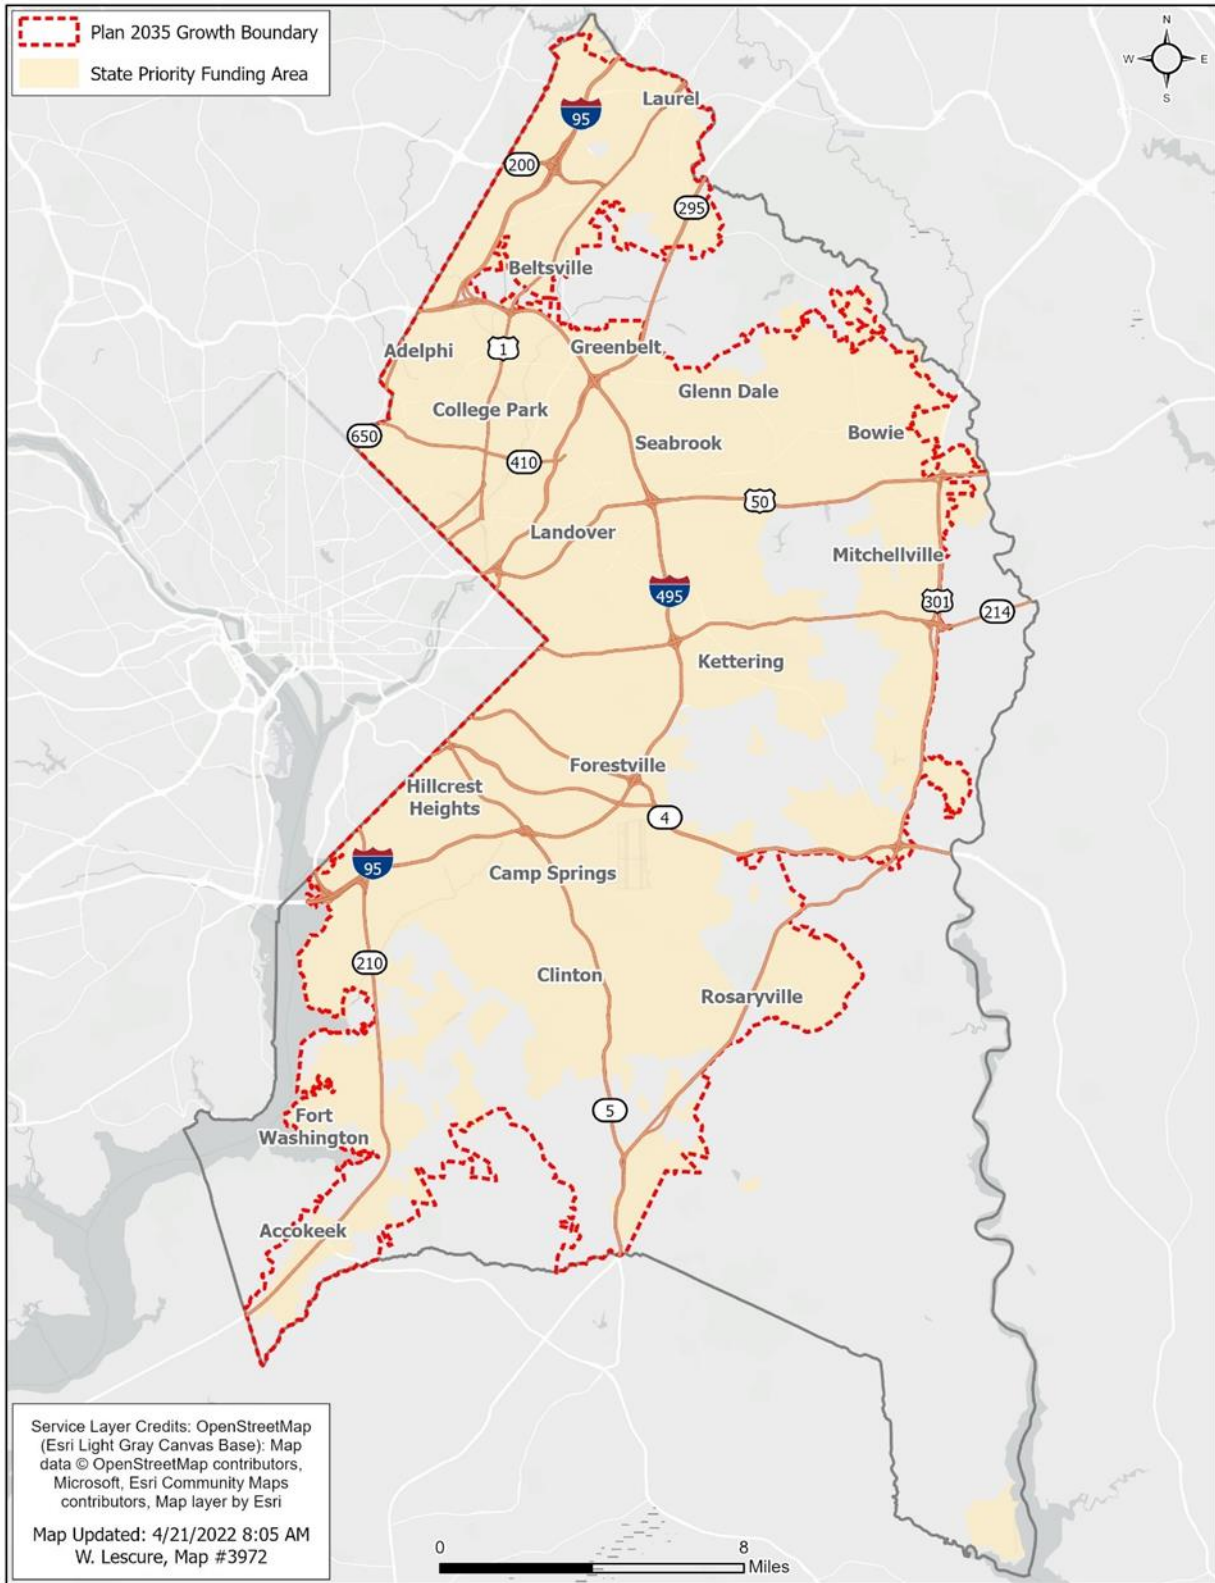 Plan 2035 Growth Boundary
State Priority Funding Area
N
W
E
S
Laurel
95
200
295
Beltsville
Adelphi
1
Greenbelt
Glenn Dale
College Park
Bowie
650
Seabrook
410
50
Landover
Mitchellville
495
301
214
Kettering
Forestville
Hillcrest
Heights
4
95
Camp Springs
210
Clinton
Rosaryville
5
Fort
Washington
Accokeek
Service Layer Credits: OpenStreetMap
(Esri Light Gray Canvas Base): Map
data © OpenStreetMap contributors,
Microsoft, Esri Community Maps
contributors, Map layer by Esri
Map Updated: 4/21/2022 8:05 AM
W. Lescure, Map #3972
0
8
Miles